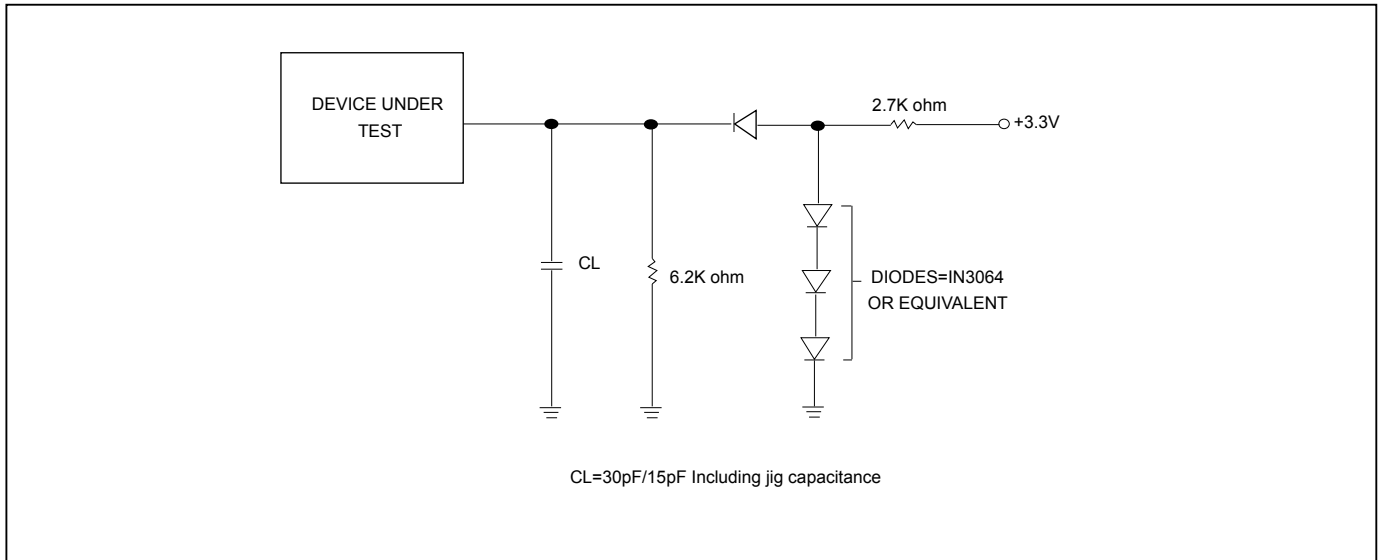 DEVICE UNDER
TEST
2.7K ohm
+3.3V
CL
6.2K ohm
DIODES=IN3064
OR EQUIVALENT
CL=30pF/15pF Including jig capacitance